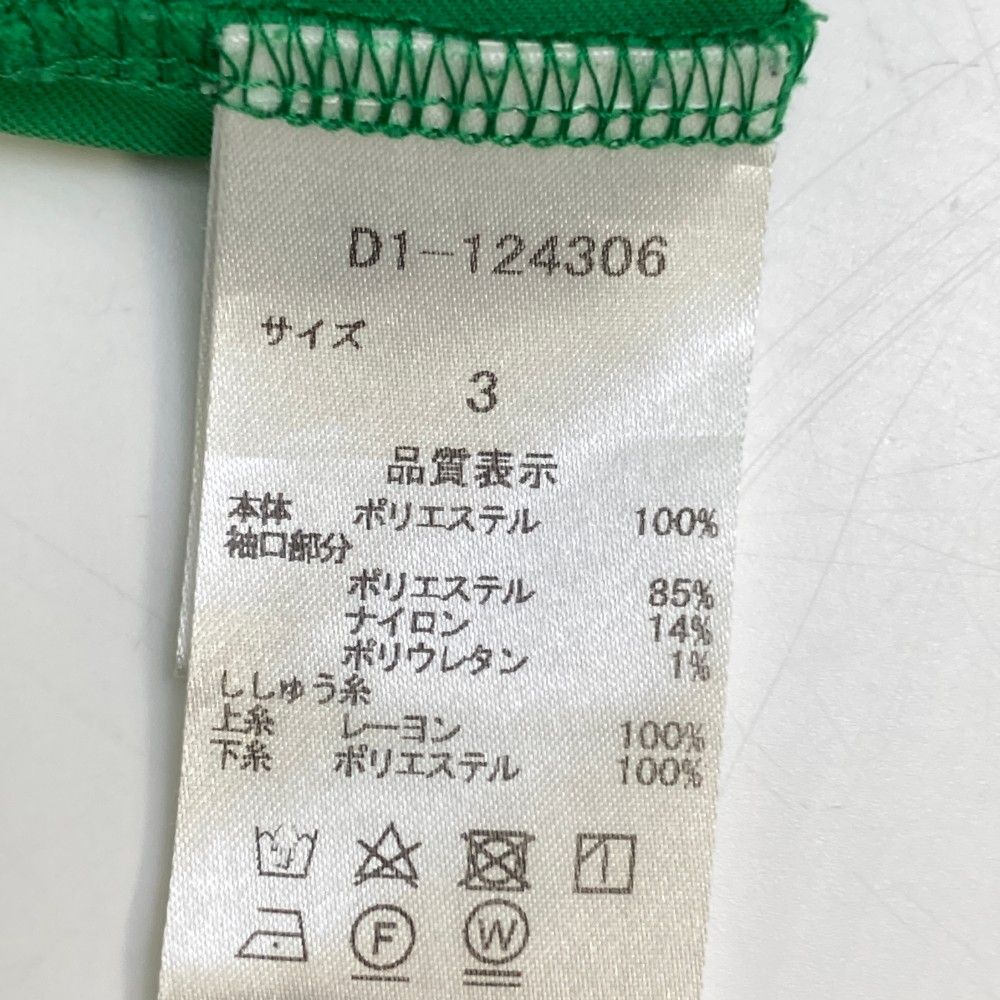 D1-124306
サイズ
3
品質表示
本体 ポリエステル 100%
袖口部分
ポリエステル 85%
ナイロン 14%
ポリウレタン 1%
ししゅう糸
上糸 レーヨン 100%
下糸 ポリエステル 100%
F W